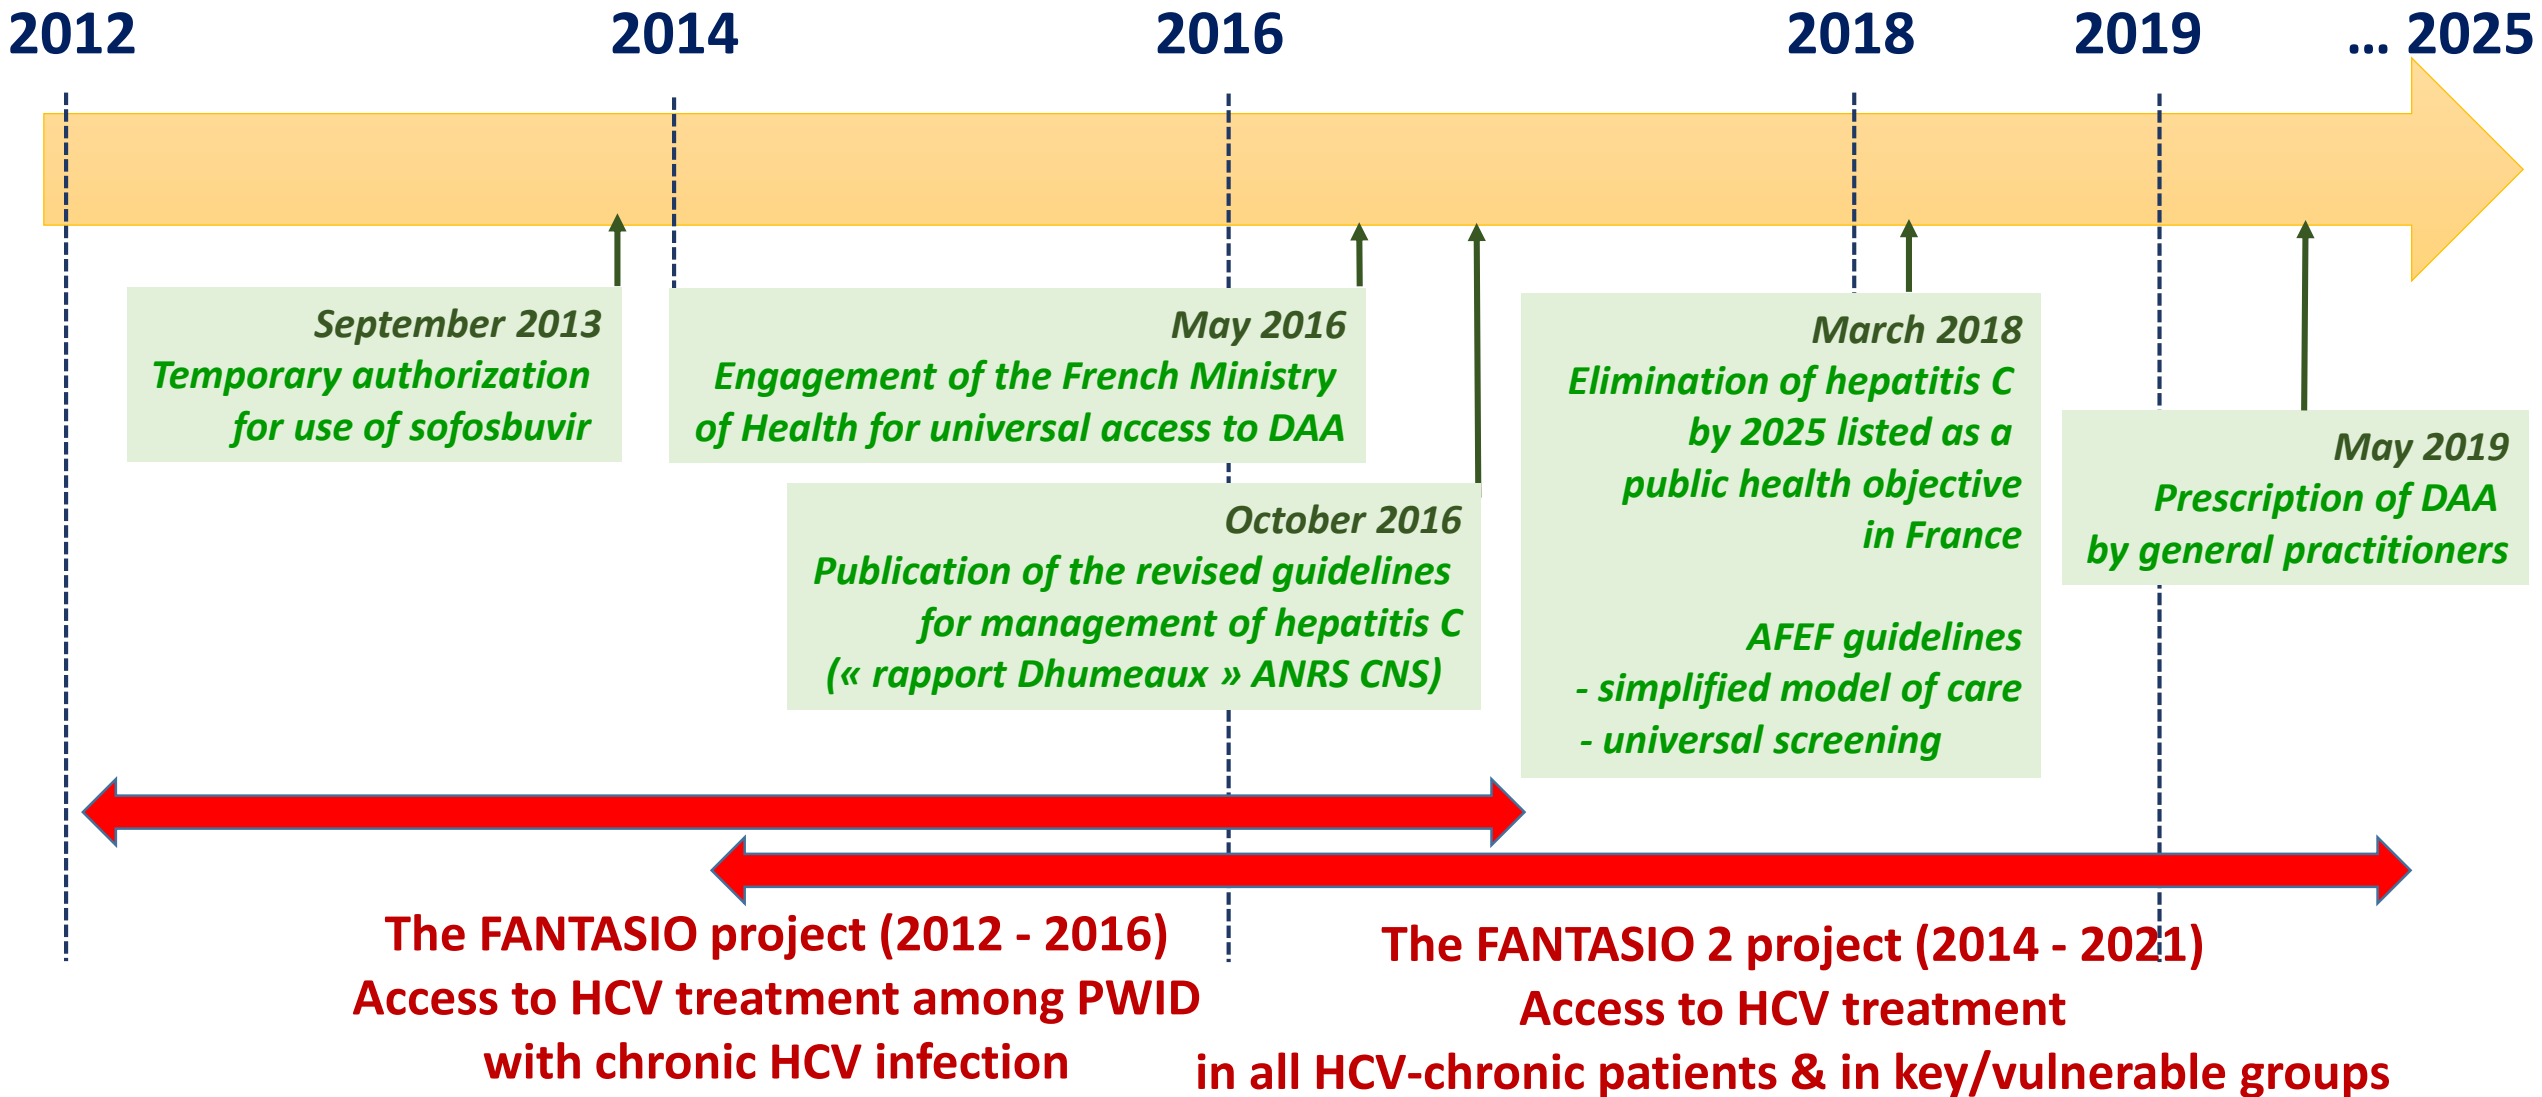 2012 2014 2016 2018 2019 ... 2025
September 2013
Temporary authorization
for use of sofosbuvir
May 2016
Engagement of the French Ministry
of Health for universal access to DAA
October 2016
Publication of the revised guidelines
for management of hepatitis C
(« rapport Dhumeaux » ANRS CNS)
March 2018
Elimination of hepatitis C
by 2025 listed as a
public health objective
in France
AFEF guidelines
- simplified model of care
- universal screening
May 2019
Prescription of DAA
by general practitioners
The FANTASIO project (2012 - 2016)
Access to HCV treatment among PWID
with chronic HCV infection
The FANTASIO 2 project (2014 - 2021)
Access to HCV treatment
in all HCV-chronic patients & in key/vulnerable groups